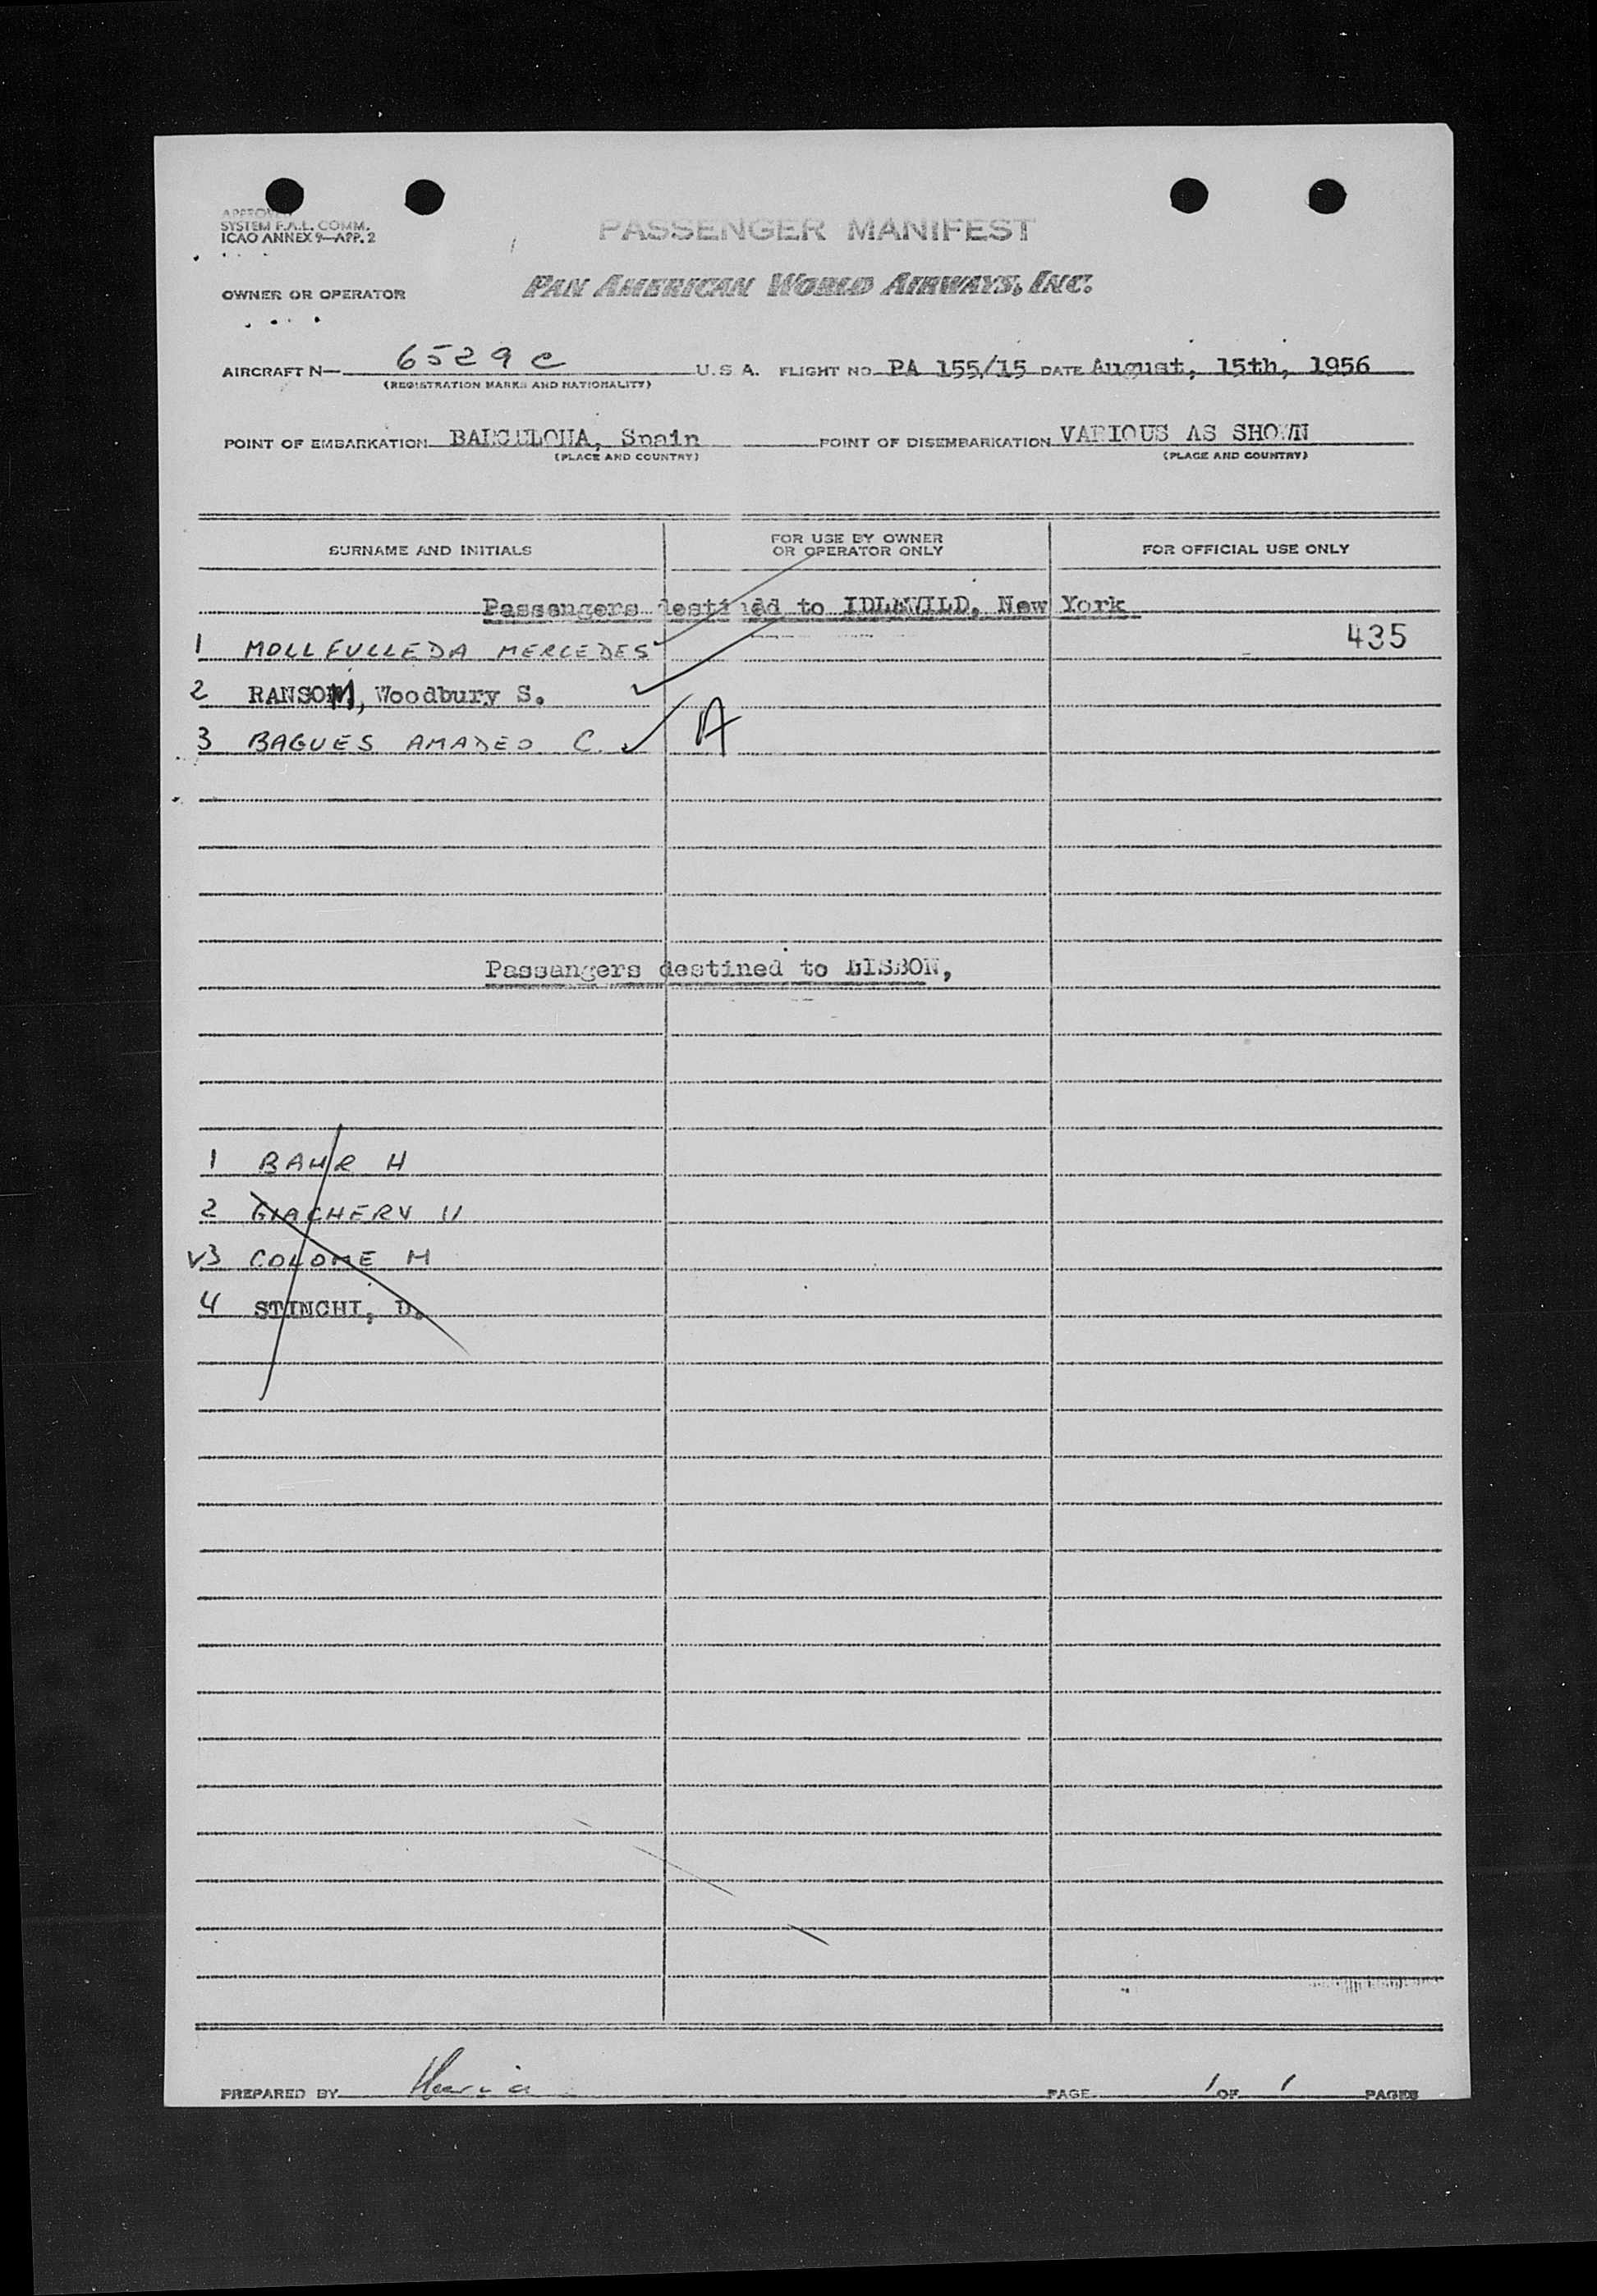 APPROVED
SYSTEM F.A.L. COMM.
ICAO ANNEX 9—APP. 2
PASSENGER MANIFEST
OWNER OR OPERATOR PAN AMERICAN WORLD AIRWAYS, INC.
AIRCRAFT N— 6529C U. S. A. FLIGHT NO. PA 155/15 DATE August, 15th, 1956
(REGISTRATION MARKS AND NATIONALITY)
POINT OF EMBARKATION BARCELONA, Spain POINT OF DISEMBARKATION VARIOUS AS SHOWN
(PLACE AND COUNTRY) (PLACE AND COUNTRY)
SURNAME AND INITIALS FOR USE BY OWNER OR OPERATOR ONLY FOR OFFICIAL USE ONLY
Passengers destined to IDLEWILD, New York
1 MOLLFULLEDA MERCEDES 435
2 RANSOM, Woodbury S.
3 BAGUES AMADEO C. A
Passangers destined to LISBON,
1 BAHR H
2 GIACHERV U
V3 COLOME M
4 STINCHI, D.
PREPARED BY PAGE 1 OF 1 PAGES